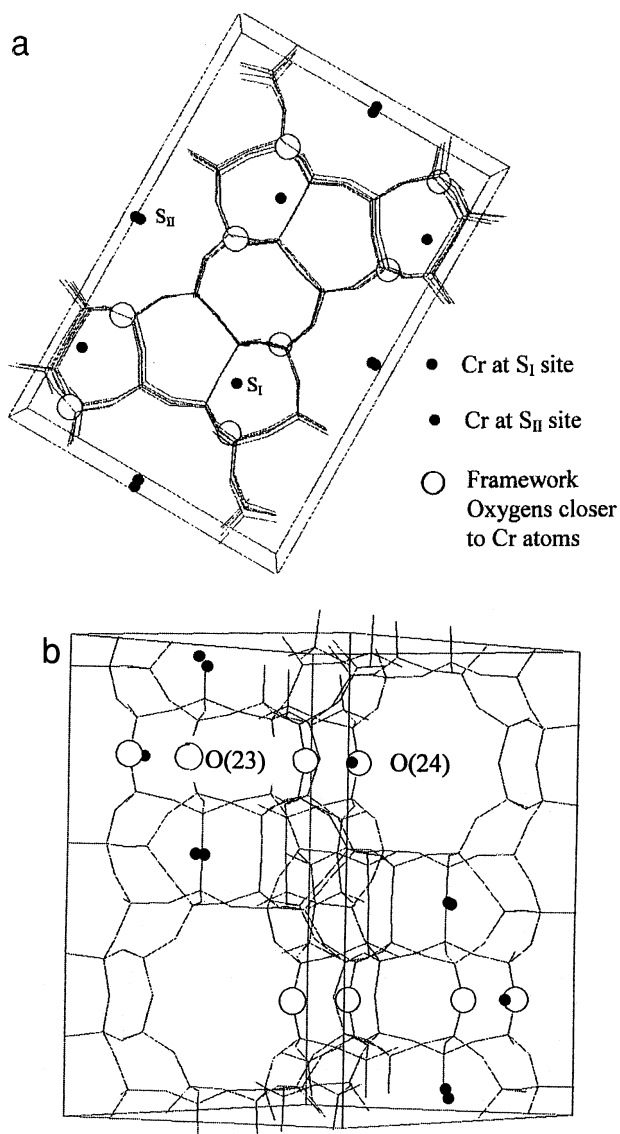 a
S_II
S_I
Cr at S_I site
Cr at S_II site
Framework
Oxygens closer
to Cr atoms
b
O(23)
O(24)